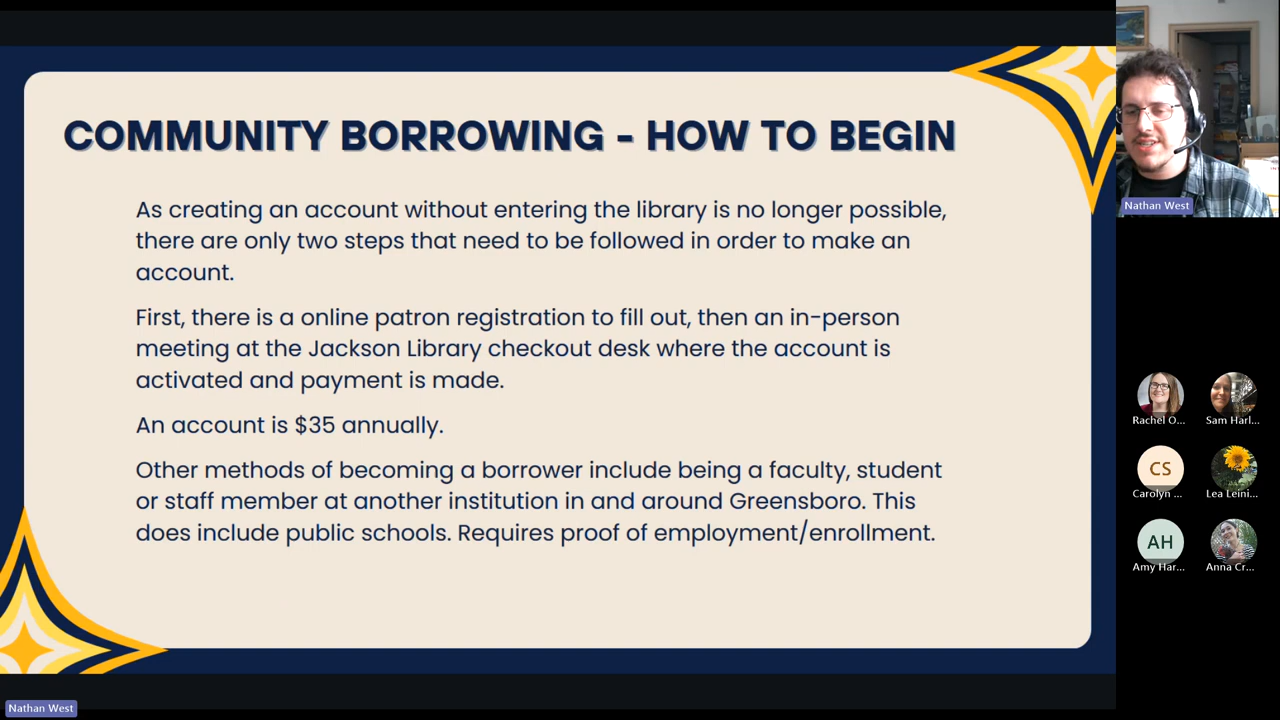 COMMUNITY BORROWING - HOW TO BEGIN
As creating an account without entering the library is no longer possible,
there are only two steps that need to be followed in order to make an
account.
First, there is a online patron registration to fill out, then an in-person
meeting at the Jackson Library checkout desk where the account is
activated and payment is made.
An account is $35 annually.
Other methods of becoming a borrower include being a faculty, student
or staff member at another institution in and around Greensboro. This
does include public schools. Requires proof of employment/enrollment.
Nathan West
Rachel O...
Sam Harl...
CS
Carolyn ...
Lea Leini...
AH
Amy Har...
Anna Cr...
Nathan West